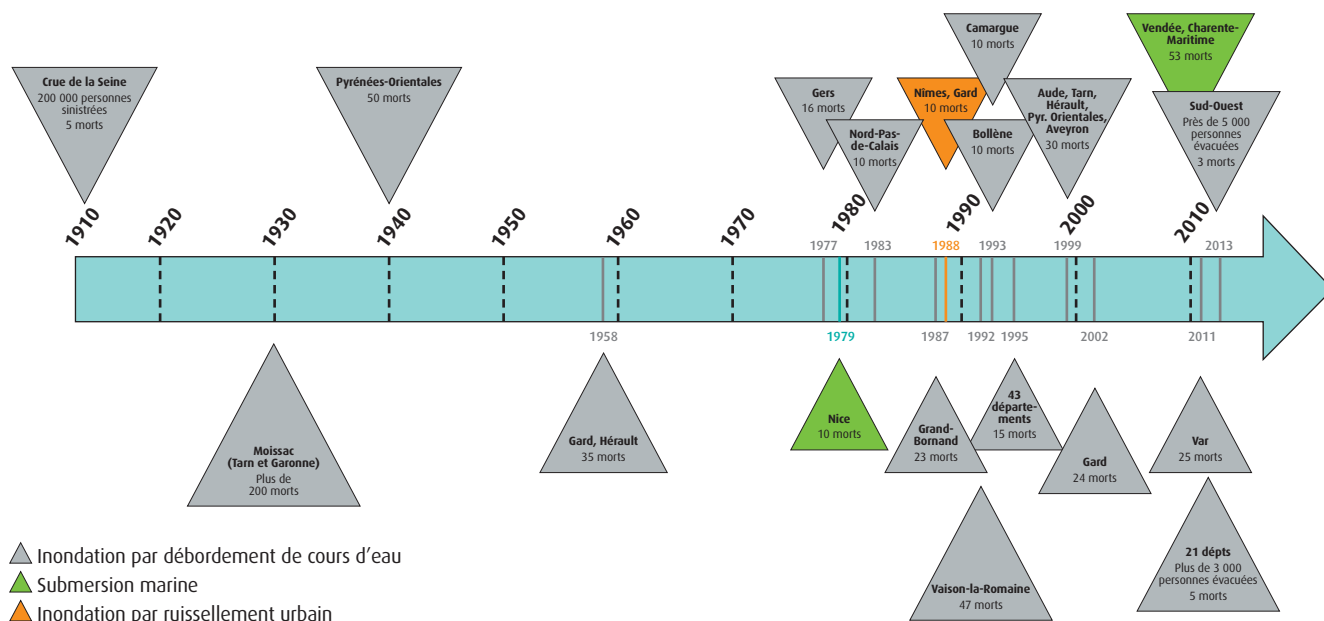 Crue de la Seine
200 000 personnes
sinistrées
5 morts
Pyrénées-Orientales
50 morts
Gers
16 morts
Nord-Pas-
de-Calais
10 morts
Nîmes, Gard
10 morts
Camargue
10 morts
Bollène
10 morts
Aude, Tarn,
Hérault,
Pyr. Orientales,
Aveyron
30 morts
Vendée, Charente-
Maritime
53 morts
Sud-Ouest
Près de 5 000
personnes
évacuées
3 morts
1910
1920
1930
1940
1950
1960
1970
1980
1990
2000
2010
1977
1983
1988
1993
1999
2013
1958
1979
1987
1992
1995
2002
2011
Moissac
(Tarn et Garonne)
Plus de
200 morts
Gard, Hérault
35 morts
Nice
10 morts
Grand-
Bornand
23 morts
43
départe-
ments
15 morts
Gard
24 morts
Var
25 morts
Vaison-la-Romaine
47 morts
21 dépts
Plus de 3 000
personnes évacuées
5 morts
Inondation par débordement de cours d'eau
Submersion marine
Inondation par ruissellement urbain